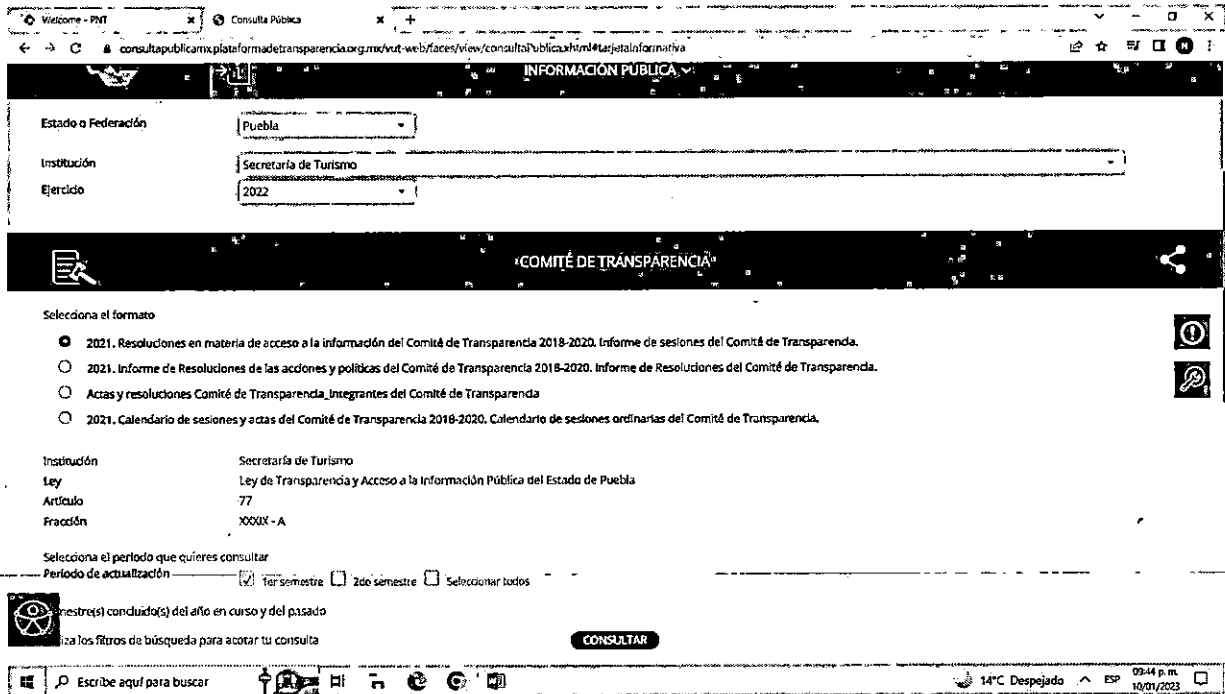 Welcome - PNT
Consulta Pública
consultapublicamx.plataformadetransparencia.org.mx/vut-web/faces/view/consultaPublica.xhtml#tarjetaInformativa
INFORMACIÓN PÚBLICA
Estado o Federación Puebla
Institución Secretaría de Turismo
Ejercicio 2022
COMITÉ DE TRANSPARENCIA
Selecciona el formato
2021. Resoluciones en materia de acceso a la información del Comité de Transparencia 2018-2020. Informe de sesiones del Comité de Transparencia.
2021. Informe de Resoluciones de las acciones y políticas del Comité de Transparencia 2018-2020. Informe de Resoluciones del Comité de Transparencia.
Actas y resoluciones Comité de Transparencia_Integrantes del Comité de Transparencia
2021. Calendario de sesiones y actas del Comité de Transparencia 2018-2020. Calendario de sesiones ordinarias del Comité de Transparencia.
Institución Secretaría de Turismo
Ley Ley de Transparencia y Acceso a la Información Pública del Estado de Puebla
Artículo 77
Fracción XXXIX - A
Selecciona el periodo que quieres consultar
Periodo de actualización 1er semestre 2do semestre Seleccionar todos
mestre(s) concluido(s) del año en curso y del pasado
iza los filtros de búsqueda para acotar tu consulta
CONSULTAR
Escribe aquí para buscar
14°C Despejado ESP 09:44 p. m.
10/01/2023